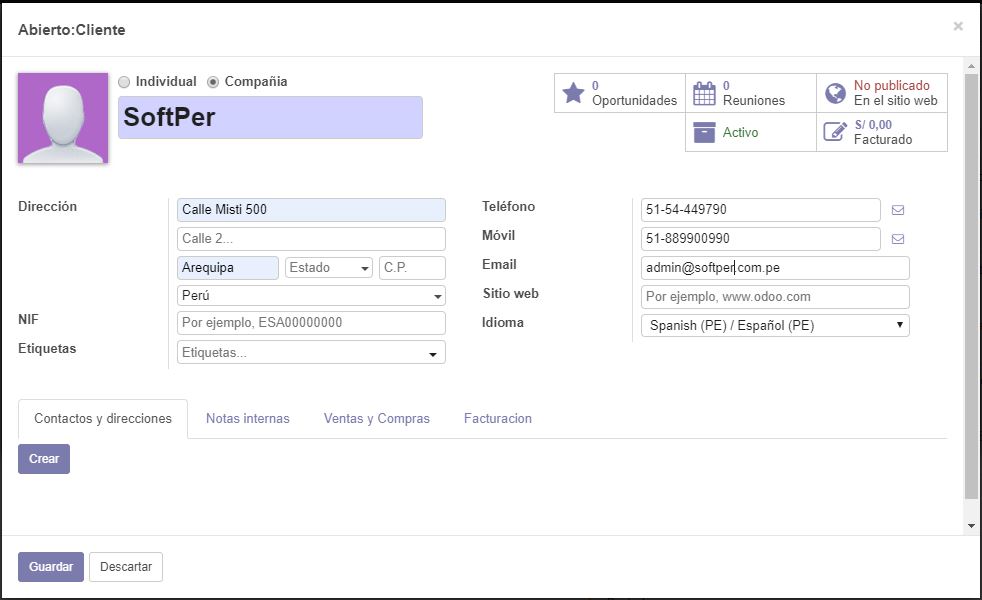 Abierto:Cliente
×
Individual Compañia
SoftPer
0
Oportunidades
0
Reuniones
No publicado
En el sitio web
Activo
S/ 0,00
Facturado
Dirección
Calle Misti 500
Calle 2...
Arequipa Estado C.P.
Perú
NIF
Por ejemplo, ESA00000000
Etiquetas
Etiquetas...
Teléfono
51-54-449790
Móvil
51-889900990
Email
admin@softper.com.pe
Sitio web
Por ejemplo, www.odoo.com
Idioma
Spanish (PE) / Español (PE)
Contactos y direcciones Notas internas Ventas y Compras Facturacion
Crear
Guardar Descartar